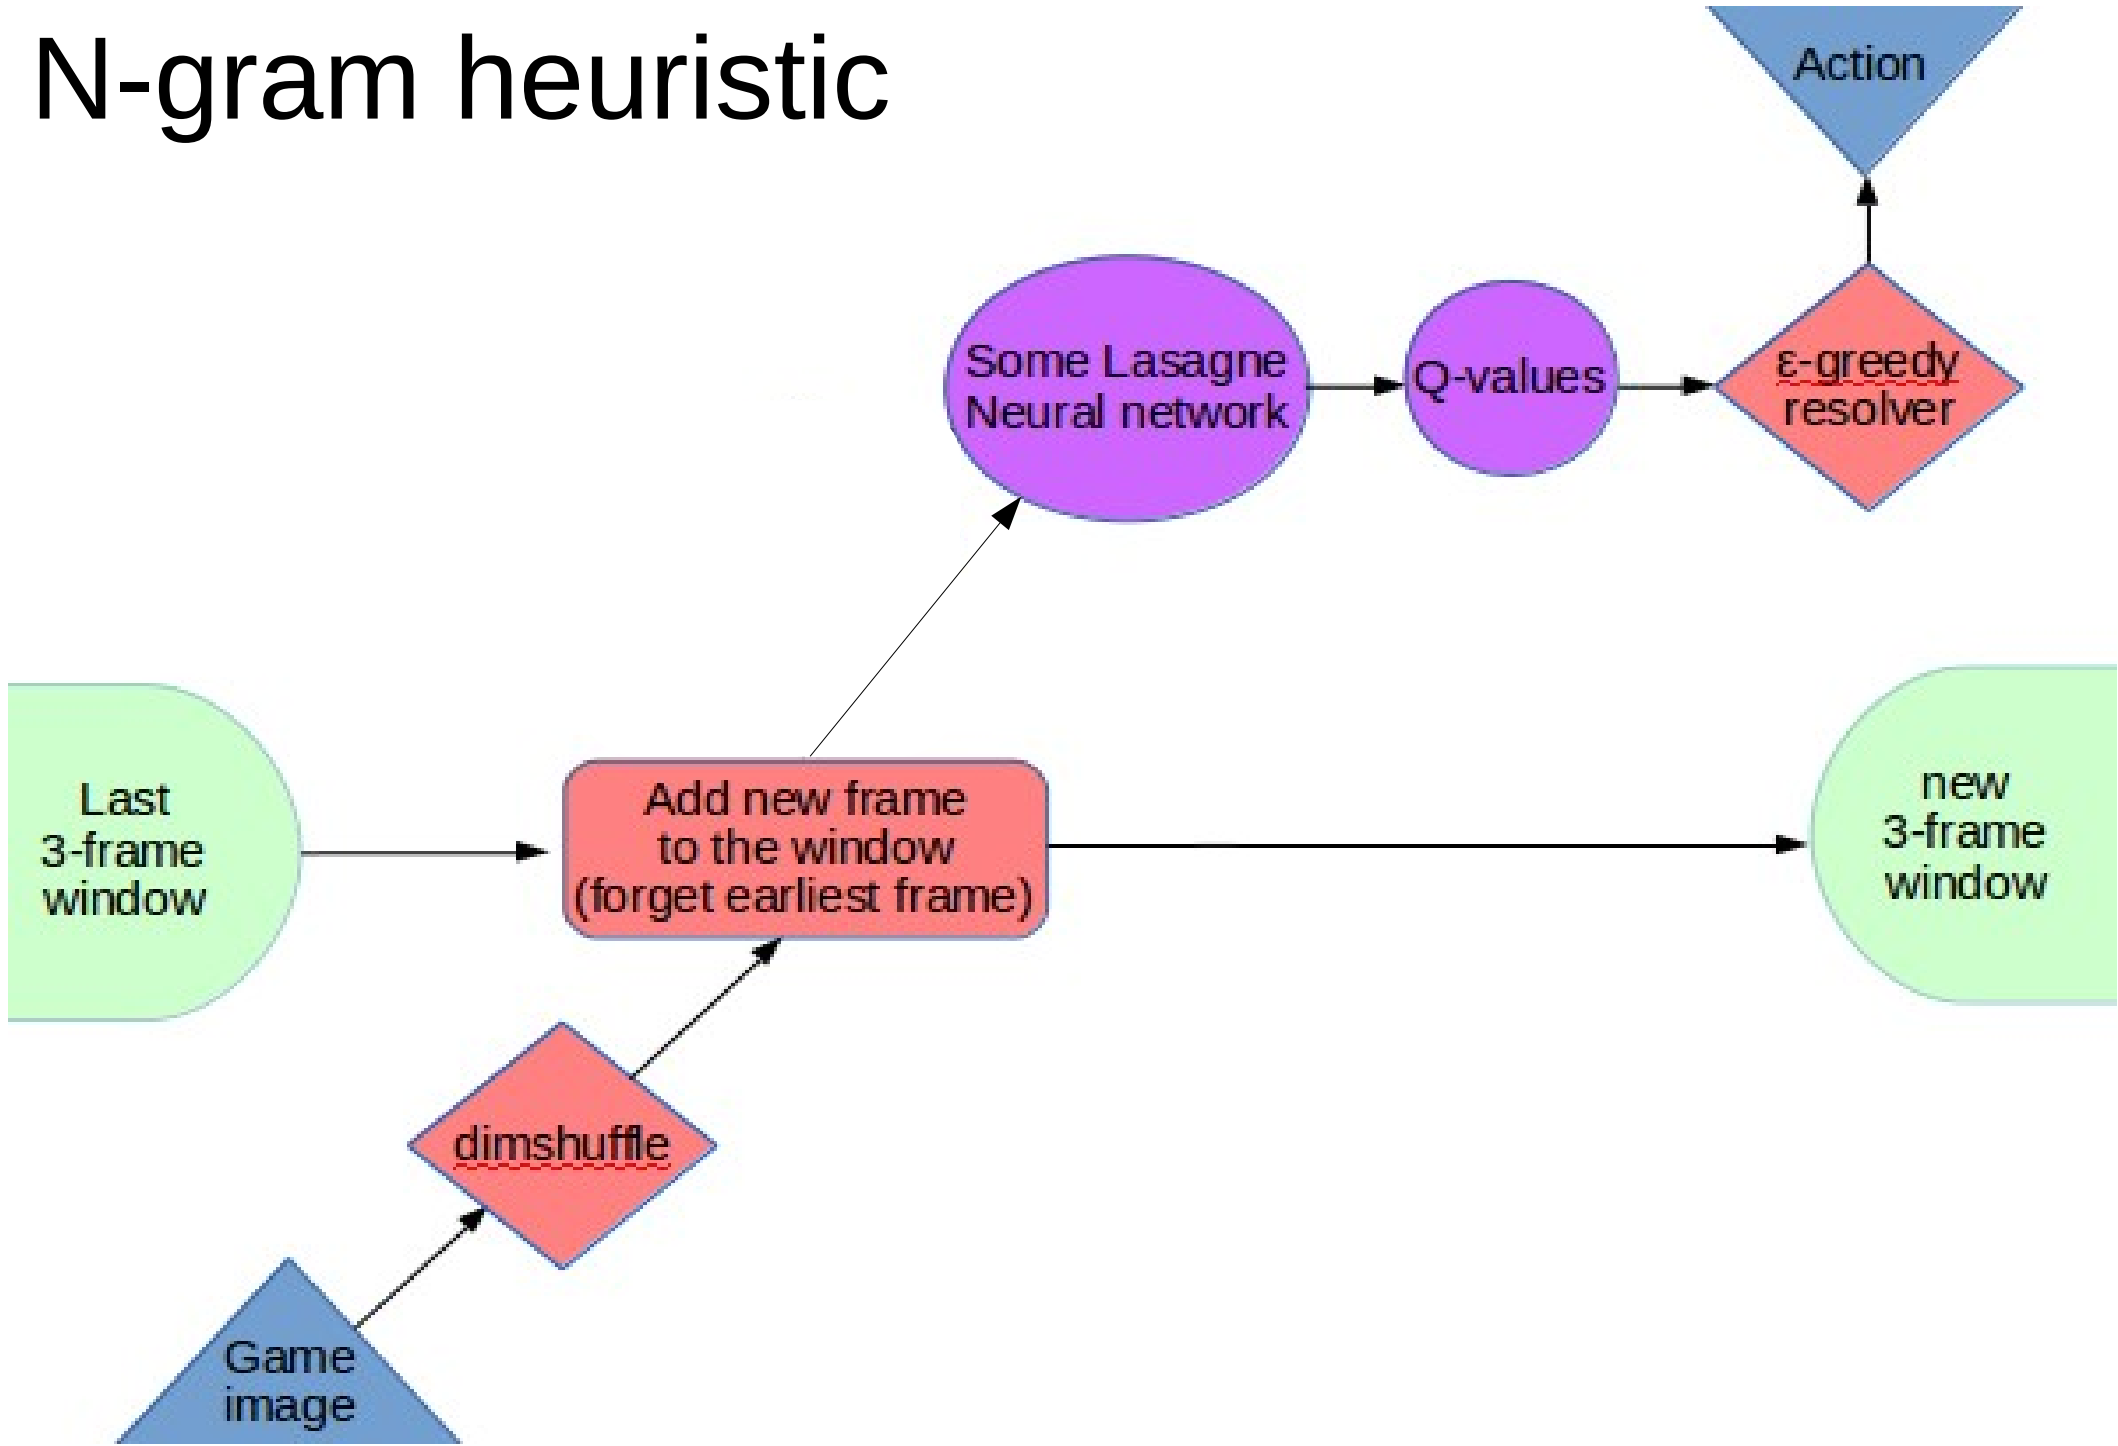 N-gram heuristic
Action
Some Lasagne
Neural network
Q-values
ε-greedy
resolver
Last
3-frame
window
Add new frame
to the window
(forget earliest frame)
new
3-frame
window
dimshuffle
Game
image